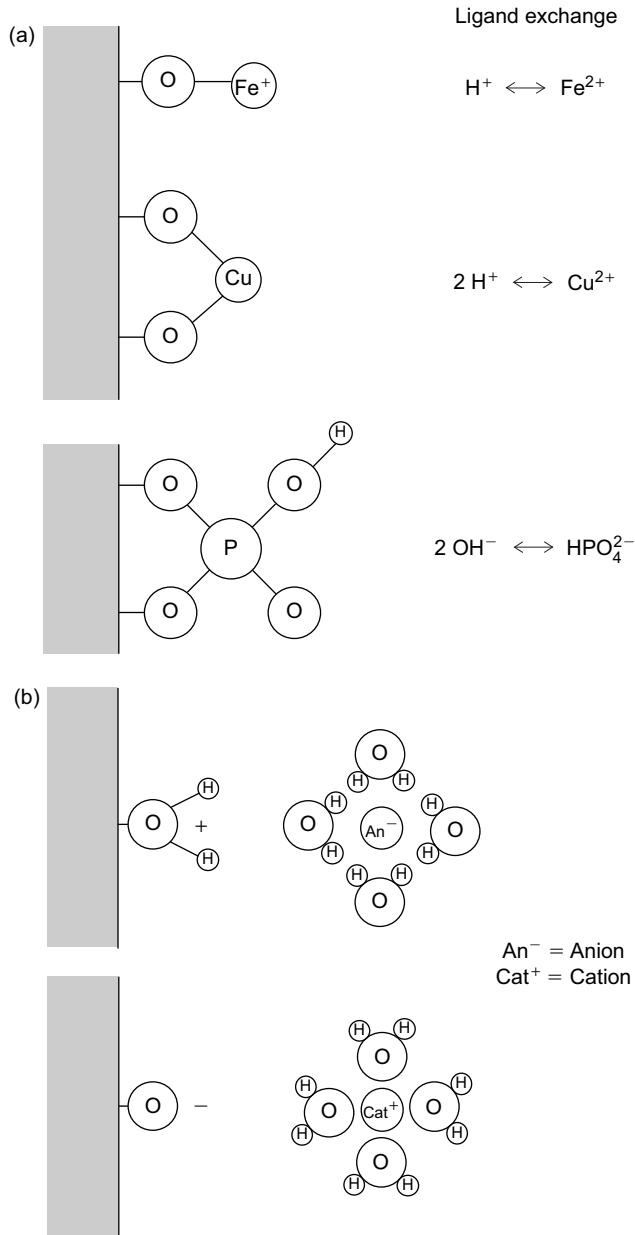 Ligand exchange
(a)
O Fe⁺ H⁺ ↔ Fe²⁺
O
Cu 2 H⁺ ↔ Cu²⁺
O
H
O O
P 2 OH⁻ ↔ HPO₄²⁻
O O
(b)
O
H H H
H H
O + O An⁻ O
H H H
H H
O
An⁻ = Anion
Cat⁺ = Cation
H H
O
H H
O − O Cat⁺ O
H H
O
H H